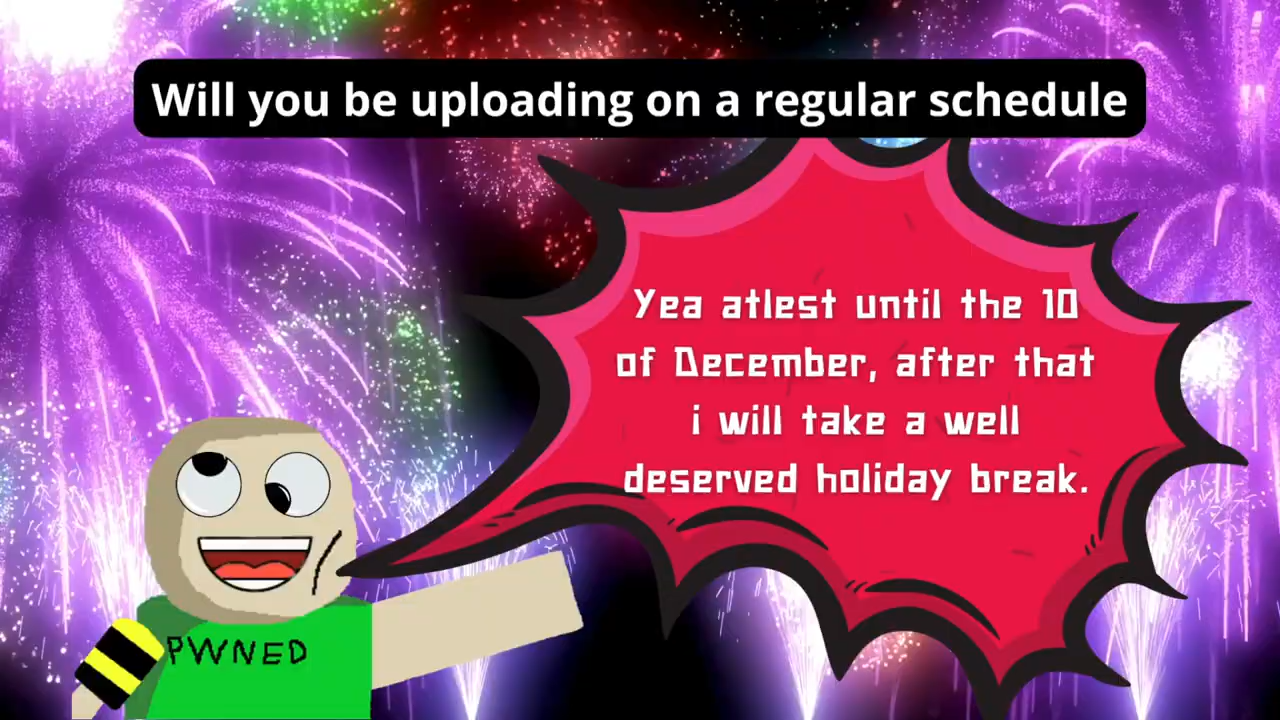 Will you be uploading on a regular schedule
Yea atlest until the 10
of December, after that
i will take a well
deserved holiday break.
PWNED